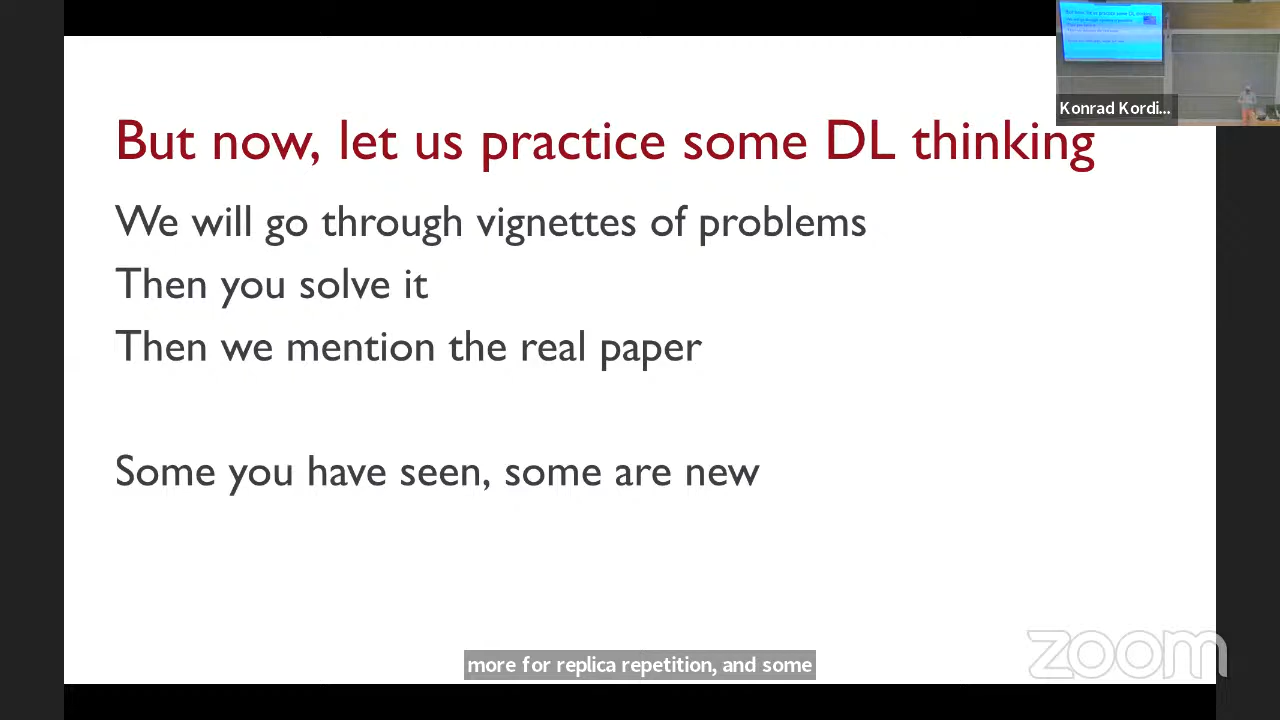 But now, let us practice some DL thinking
We will go through vignettes of problems
Then you solve it
Then we mention the real paper
Some you have seen, some are new
Konrad Kordi...
more for replica repetition, and some
zoom